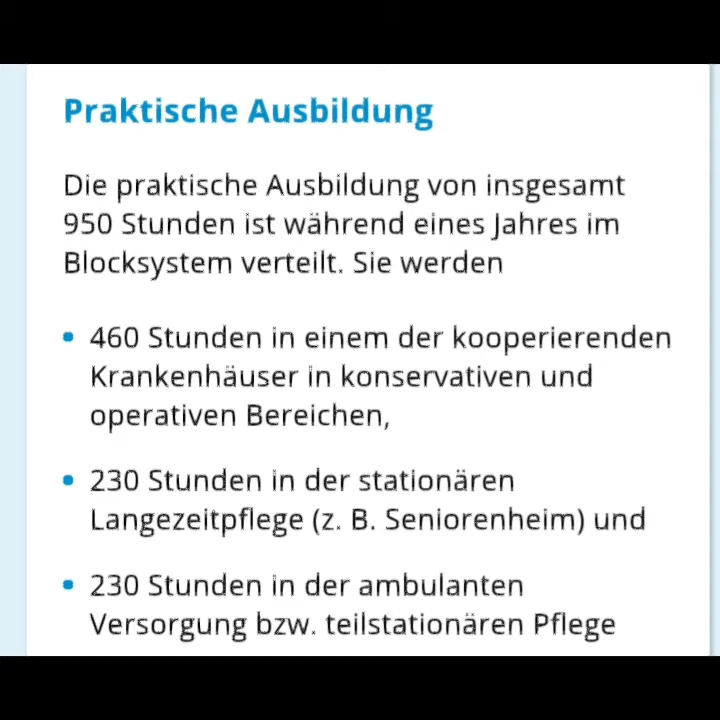 Praktische Ausbildung
Die praktische Ausbildung von insgesamt
950 Stunden ist während eines Jahres im
Blocksystem verteilt. Sie werden
• 460 Stunden in einem der kooperierenden
Krankenhäuser in konservativen und
operativen Bereichen,
• 230 Stunden in der stationären
Langezeitpflege (z. B. Seniorenheim) und
• 230 Stunden in der ambulanten
Versorgung bzw. teilstationären Pflege